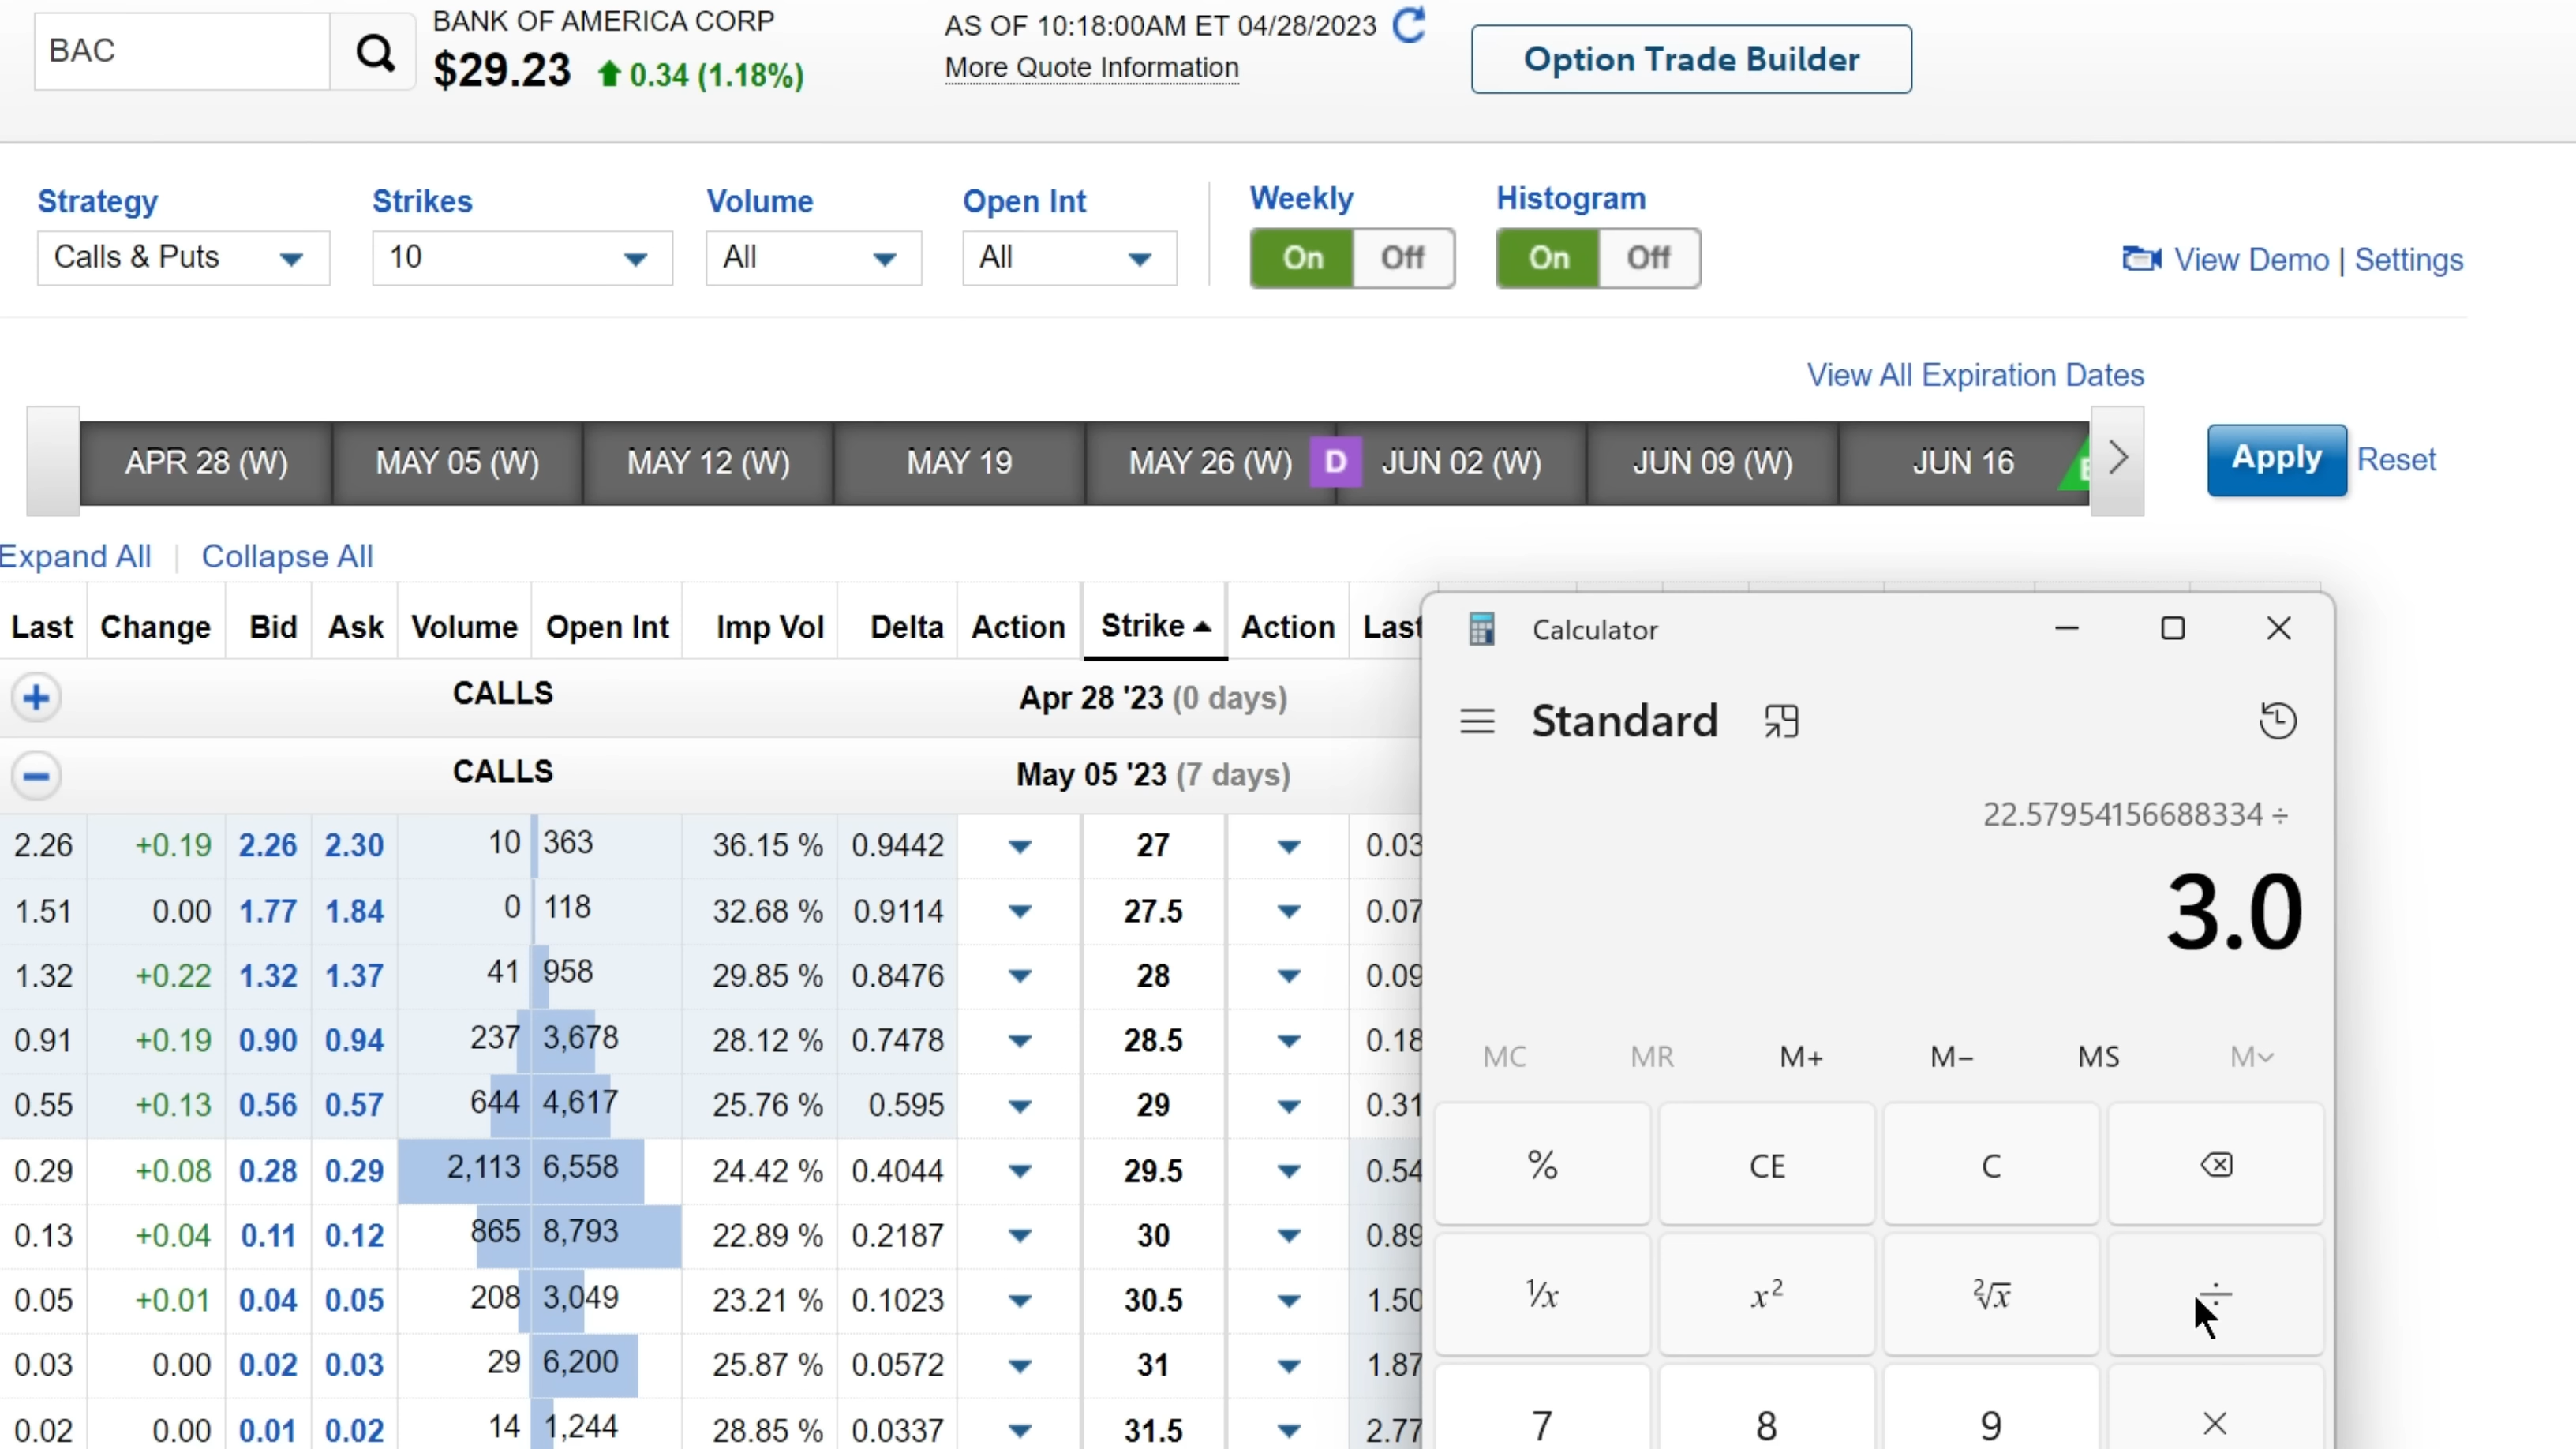 BAC
BANK OF AMERICA CORP
$29.23 0.34 (1.18%)
AS OF 10:18:00AM ET 04/28/2023
More Quote Information
Option Trade Builder
Strategy Strikes Volume Open Int Weekly Histogram
Calls & Puts 10 All All On Off On Off
View Demo | Settings
View All Expiration Dates
APR 28 (W) MAY 05 (W) MAY 12 (W) MAY 19 MAY 26 (W) D JUN 02 (W) JUN 09 (W) JUN 16
Apply Reset
Expand All | Collapse All
Last Change Bid Ask Volume Open Int Imp Vol Delta Action Strike Action Last
CALLS Apr 28 '23 (0 days)
CALLS May 05 '23 (7 days)
2.26 +0.19 2.26 2.30 10 363 36.15 % 0.9442 27 0.03
1.51 0.00 1.77 1.84 0 118 32.68 % 0.9114 27.5 0.07
1.32 +0.22 1.32 1.37 41 958 29.85 % 0.8476 28 0.09
0.91 +0.19 0.90 0.94 237 3,678 28.12 % 0.7478 28.5 0.18
0.55 +0.13 0.56 0.57 644 4,617 25.76 % 0.595 29 0.31
0.29 +0.08 0.28 0.29 2,113 6,558 24.42 % 0.4044 29.5 0.54
0.13 +0.04 0.11 0.12 865 8,793 22.89 % 0.2187 30 0.89
0.05 +0.01 0.04 0.05 208 3,049 23.21 % 0.1023 30.5 1.50
0.03 0.00 0.02 0.03 29 6,200 25.87 % 0.0572 31 1.87
0.02 0.00 0.01 0.02 14 1,244 28.85 % 0.0337 31.5 2.77
Calculator
Standard
22.57954156688334 ÷
3.0
MC MR M+ M− MS M
% CE C
1/x x² ²√x ÷
7 8 9 ×